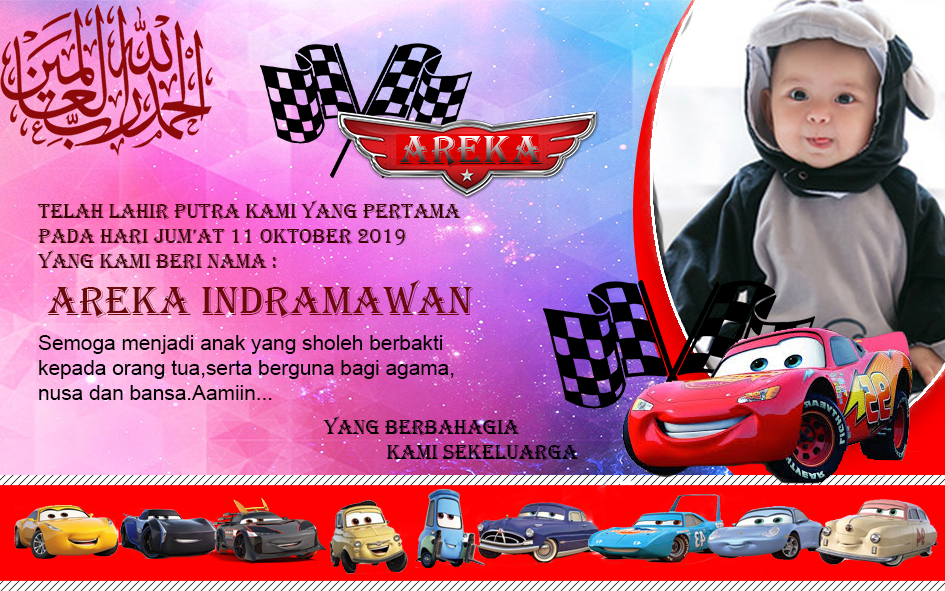 الحمد لله رب العالمين
AREKA
TELAH LAHIR PUTRA KAMI YANG PERTAMA
PADA HARI JUM'AT 11 OKTOBER 2019
YANG KAMI BERI NAMA :
AREKA INDRAMAWAN
Semoga menjadi anak yang sholeh berbakti
kepada orang tua,serta berguna bagi agama,
nusa dan bansa.Aamiin...
YANG BERBAHAGIA
KAMI SEKELUARGA
95
LIGHTYEAR